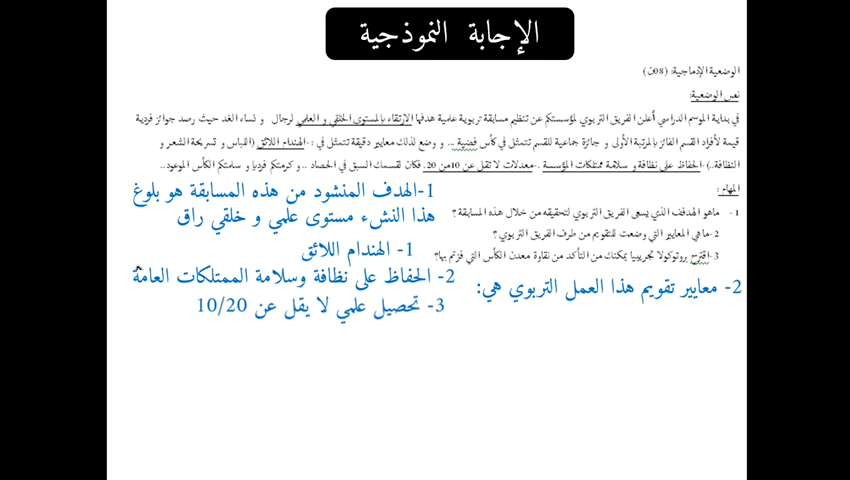 الإجابة النموذجية
الوضعية الإدماجية: (08ن)
نص الوضعية:
في بداية الموسم الدراسي أعلن الفريق التربوي لمؤسستكم عن تنظيم مسابقة تربوية علمية هدفها الإرتقاء بالمستوى الخلقي و العلمي لرجال و نساء الغد حيث رصد جوائز فردية
قيمة لأفراد القسم الفائز بالمرتبة الأولى و جائزة جماعية للقسم تتمثل في كأس فضية .. و وضع لذلك معايير دقيقة تتمثل في : -الهندام اللائق (اللباس و تسريحة الشعر و
النظافة..) -الحفاظ على نظافة و سلامة ممتلكات المؤسسة .-معدلات لا تقل عن 10من 20. فكان لقسمك السبق في الحصاد .. و كرمتكم فرديا و سلمتكم الكأس الموعود..
المهام :
1 - ماهو الهدفف الذي يسعى الفريق التربوي لتحقيقه من خلال هذه المسابقة ؟
2-ماهي المعايير التي وضعت للتقويم من طرف الفريق التربوي ؟
3-إقترح بروتوكولا تجريبيا يمكنك من التأكد من نقاوة معدن الكأس التي فزتم بها؟
1-الهدف المنشود من هذه المسابقة هو بلوغ
هذا النشء مستوى علمي و خلقي راق
2- معايير تقويم هذا العمل التربوي هي:
1- الهندام اللائق
2- الحفاظ على نظافة وسلامة الممتلكات العامة
3- تحصيل علمي لا يقل عن 10/20